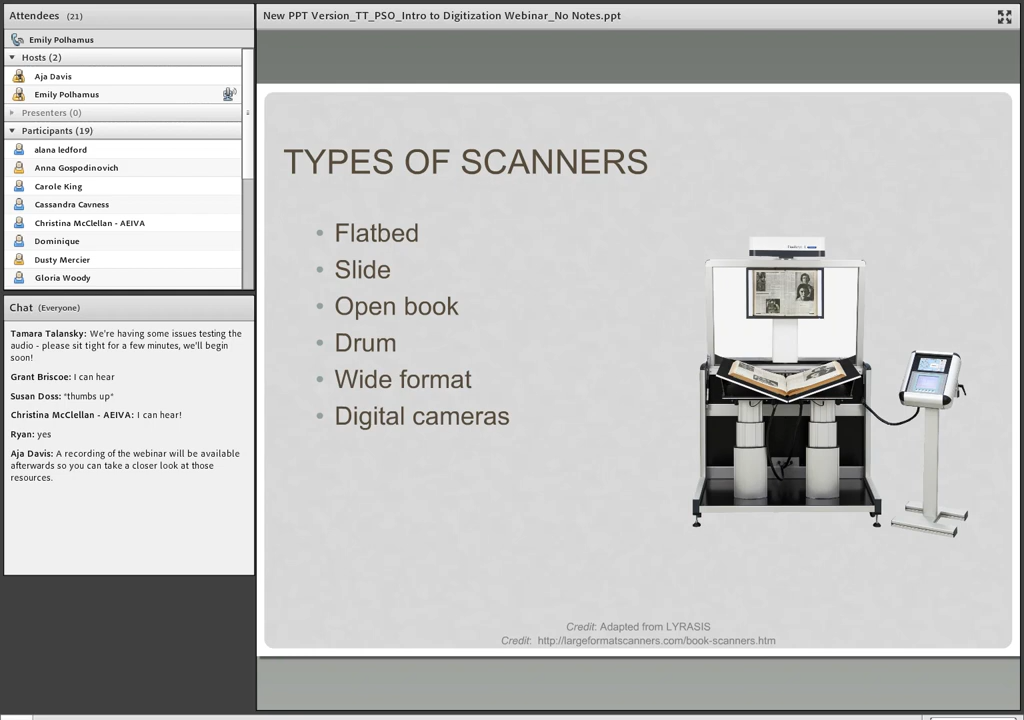 Attendees (21)
Emily Polhamus
Hosts (2)
Aja Davis
Emily Polhamus
Presenters (0)
Participants (19)
alana ledford
Anna Gospodinovich
Carole King
Cassandra Cavness
Christina McClellan - AEIVA
Dominique
Dusty Mercier
Gloria Woody
Chat (Everyone)
Tamara Talansky: We're having some issues testing the
audio - please sit tight for a few minutes, we'll begin
soon!
Grant Briscoe: I can hear
Susan Doss: *thumbs up*
Christina McClellan - AEIVA: I can hear!
Ryan: yes
Aja Davis: A recording of the webinar will be available
afterwards so you can take a closer look at those
resources.
New PPT Version_TT_PSO_Intro to Digitization Webinar_No Notes.ppt
TYPES OF SCANNERS
• Flatbed
• Slide
• Open book
• Drum
• Wide format
• Digital cameras
Credit: Adapted from LYRASIS
Credit: http://largeformatscanners.com/book-scanners.htm